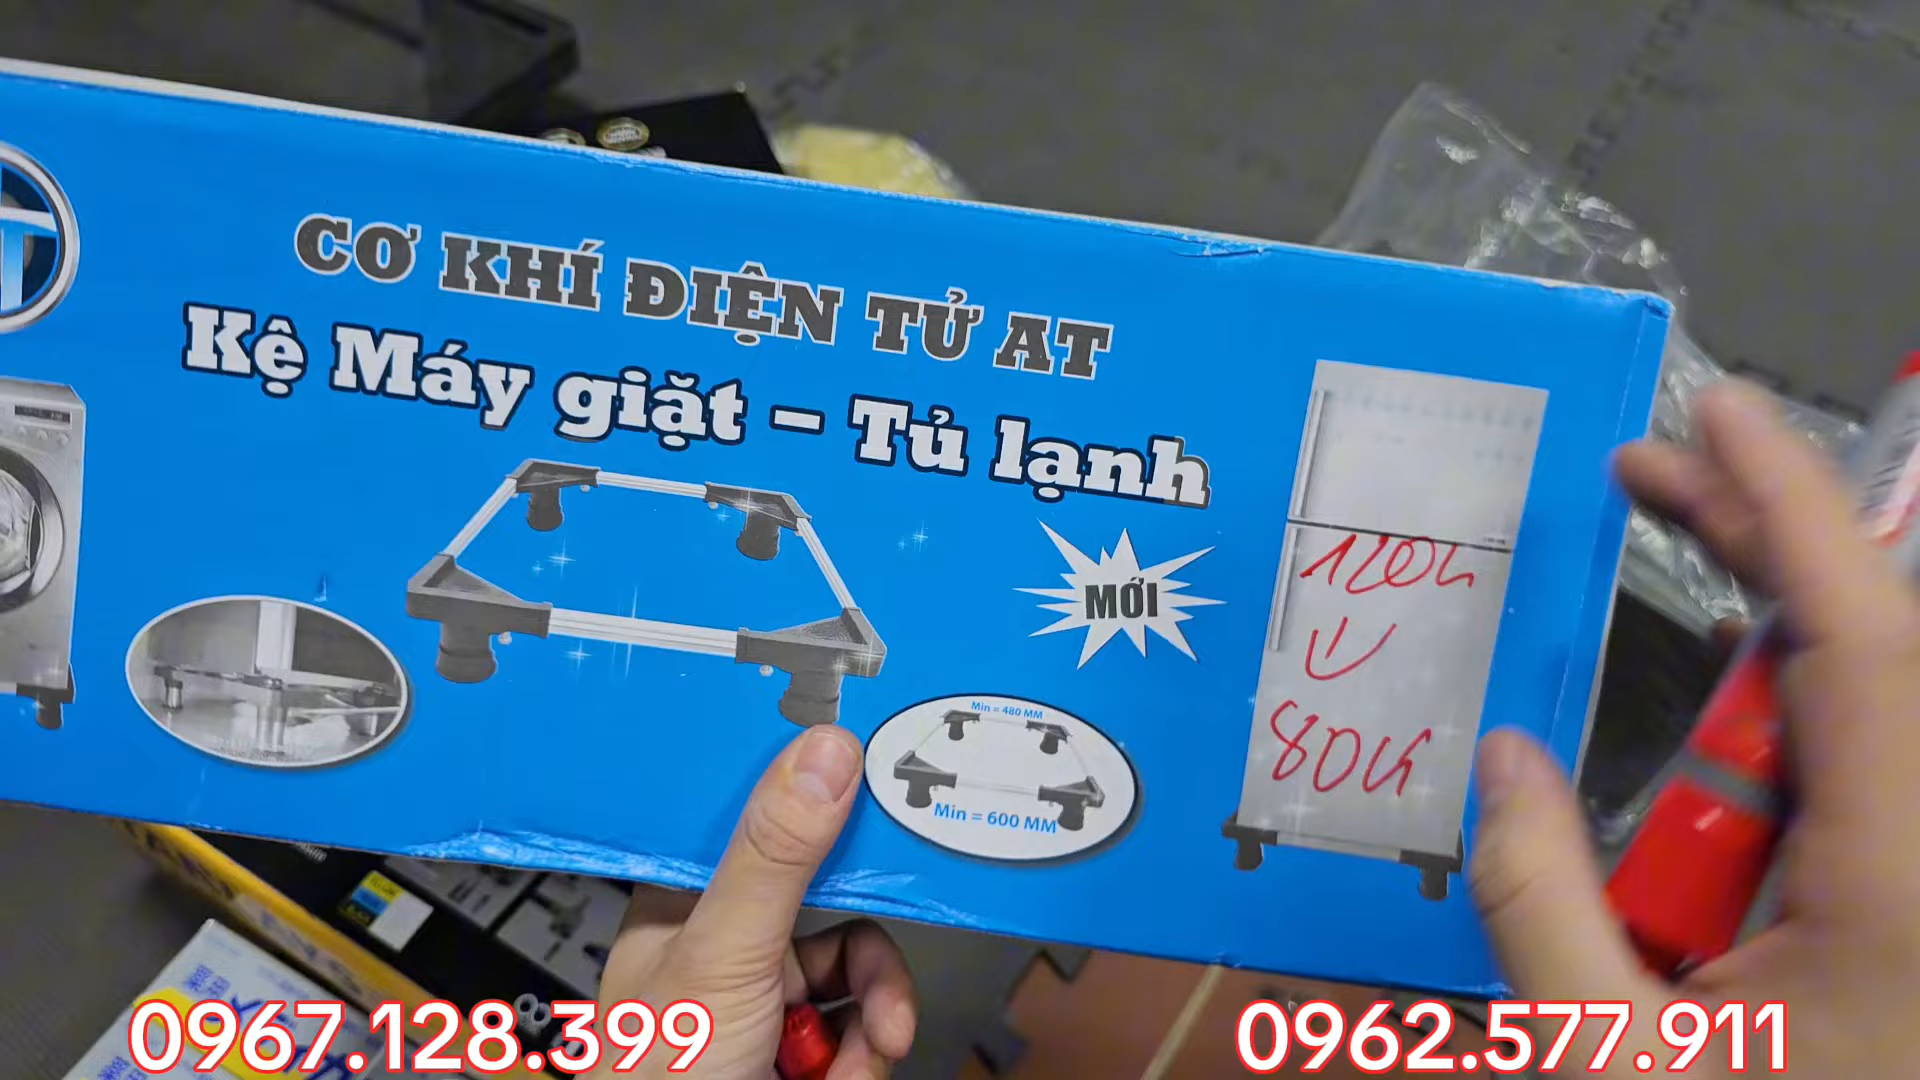 CƠ KHÍ ĐIỆN TỬ AT
Kệ Máy giặt – Tủ lạnh
MỚI
Min = 480 MM
Min = 600 MM
120k
80k
0967.128.399
0962.577.911